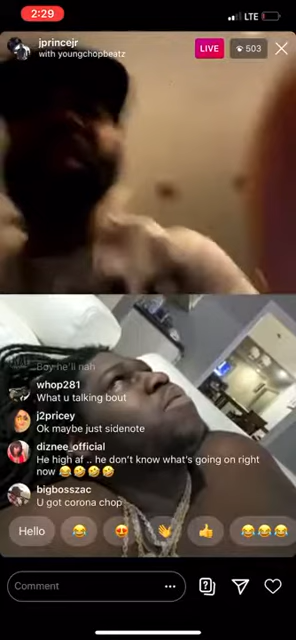 2:29
LTE
jprincejr
LIVE
503
with youngchopbeatz
Boy he'll nah
whop281
What u talking bout
j2pricey
Ok maybe just sidenote
diznee_official
He high af .. he don't know what's going on right
now 😂🤣🤣🤣
bigbosszac
U got corona chop
Hello
Comment